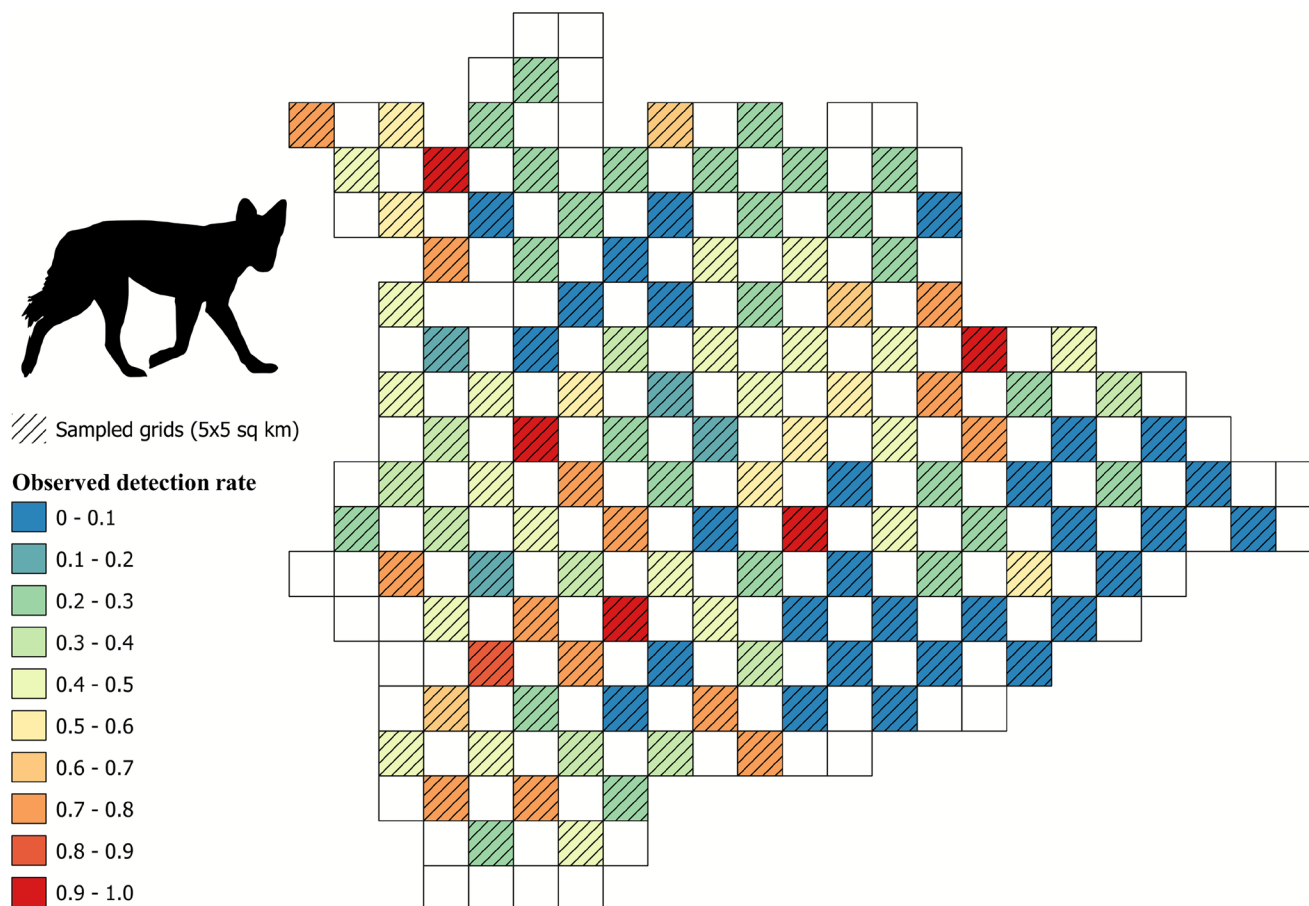 Sampled grids (5x5 sq km)
Observed detection rate
0 - 0.1
0.1 - 0.2
0.2 - 0.3
0.3 - 0.4
0.4 - 0.5
0.5 - 0.6
0.6 - 0.7
0.7 - 0.8
0.8 - 0.9
0.9 - 1.0